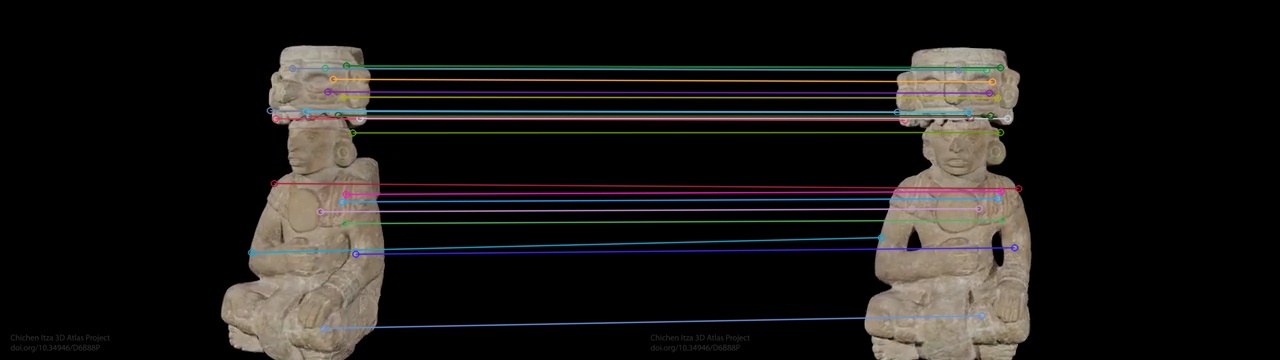 Chichen Itza 3D Atlas Project
doi.org/10.34946/D6B88P
Chichen Itza 3D Atlas Project
doi.org/10.34946/D6B88P